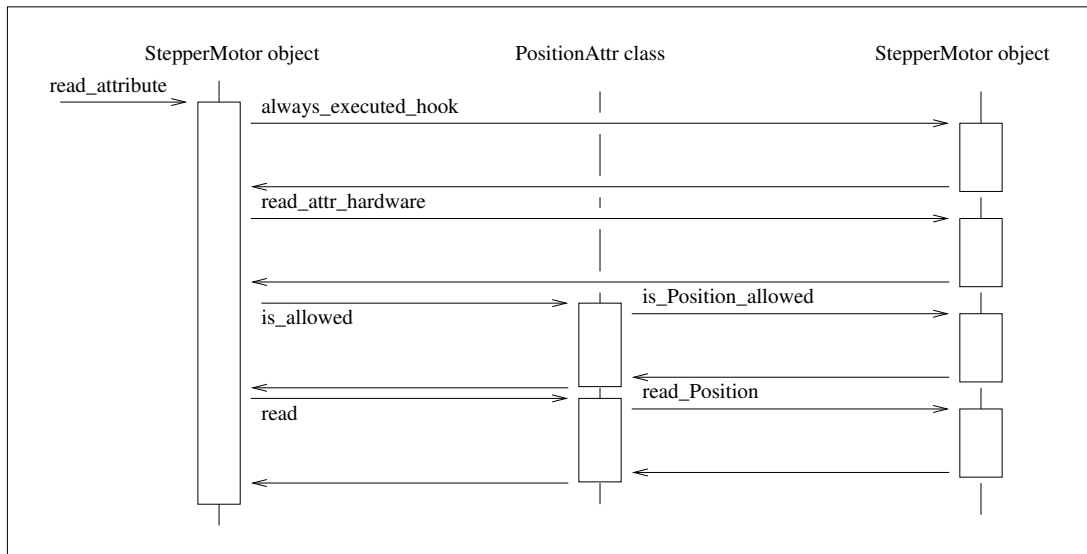 StepperMotor object
PositionAttr class
StepperMotor object
read_attribute
always_executed_hook
read_attr_hardware
is_allowed
is_Position_allowed
read
read_Position